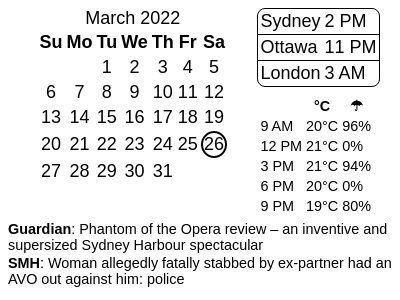 March 2022
Su Mo Tu We Th Fr Sa
1 2 3 4 5
6 7 8 9 10 11 12
13 14 15 16 17 18 19
20 21 22 23 24 25 26
27 28 29 30 31
Sydney 2 PM
Ottawa 11 PM
London 3 AM
°C ☂
9 AM 20°C 96%
12 PM 21°C 0%
3 PM 21°C 94%
6 PM 20°C 0%
9 PM 19°C 80%
Guardian: Phantom of the Opera review – an inventive and
supersized Sydney Harbour spectacular
SMH: Woman allegedly fatally stabbed by ex-partner had an
AVO out against him: police